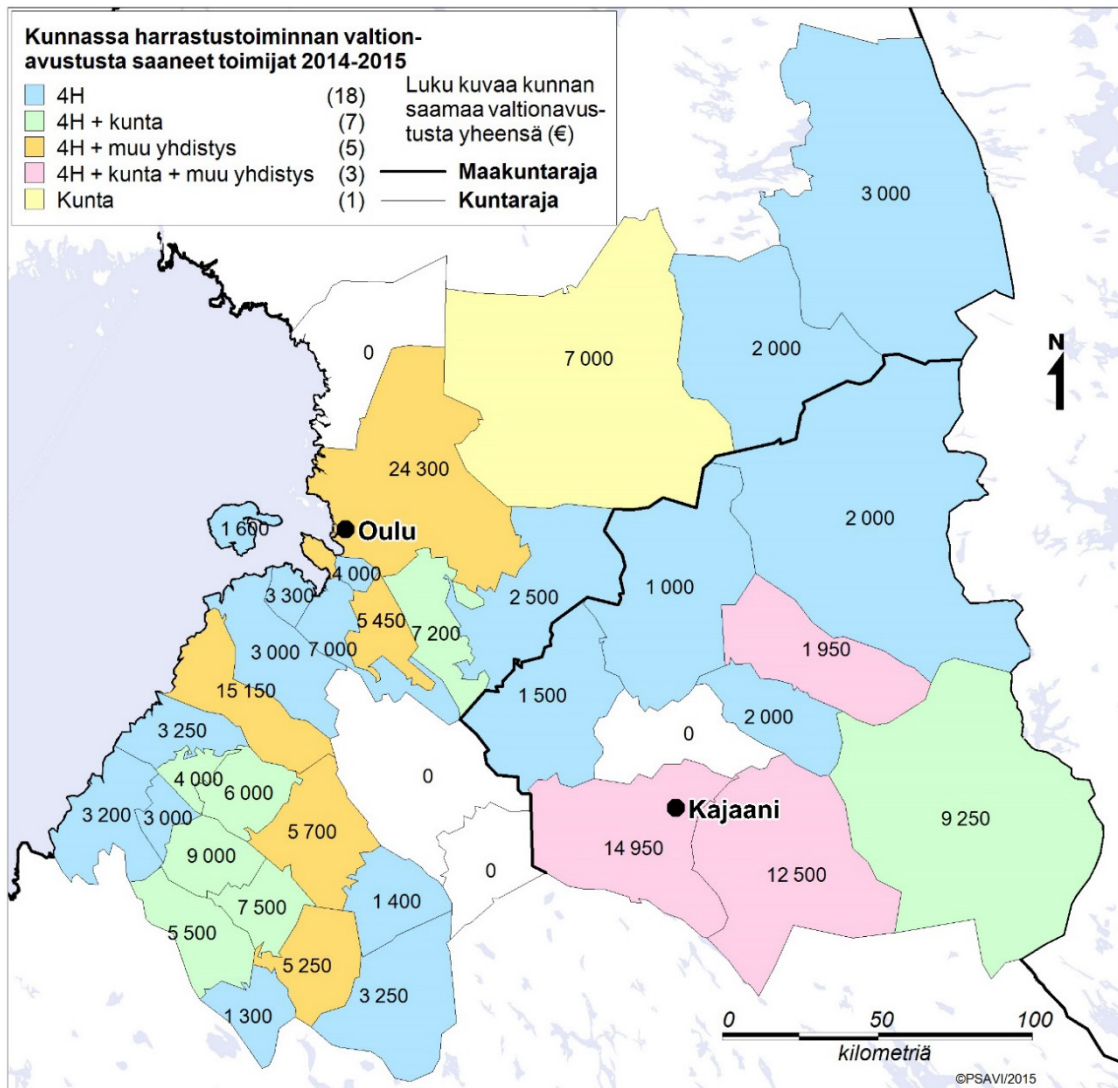 Kunnassa harrastustoiminnan valtion-
avustusta saaneet toimijat 2014-2015
4H (18)
4H + kunta (7)
4H + muu yhdistys (5)
4H + kunta + muu yhdistys (3)
Kunta (1)
Luku kuvaa kunnan
saamaa valtionavus-
tusta yheensä (€)
Maakuntaraja
Kuntaraja
3 000
N
0
7 000
2 000
24 300
2 000
1 600
Oulu
4 000
3 300
2 500
1 000
5 450
7 200
3 000
7 000
1 950
15 150
1 500
2 000
3 250
0
0
4 000
6 000
3 200
3 000
Kajaani
5 700
9 250
14 950
9 000
0
12 500
1 400
7 500
5 500
5 250
3 250
1 300
0 50 100
kilometriä
©PSAVI/2015